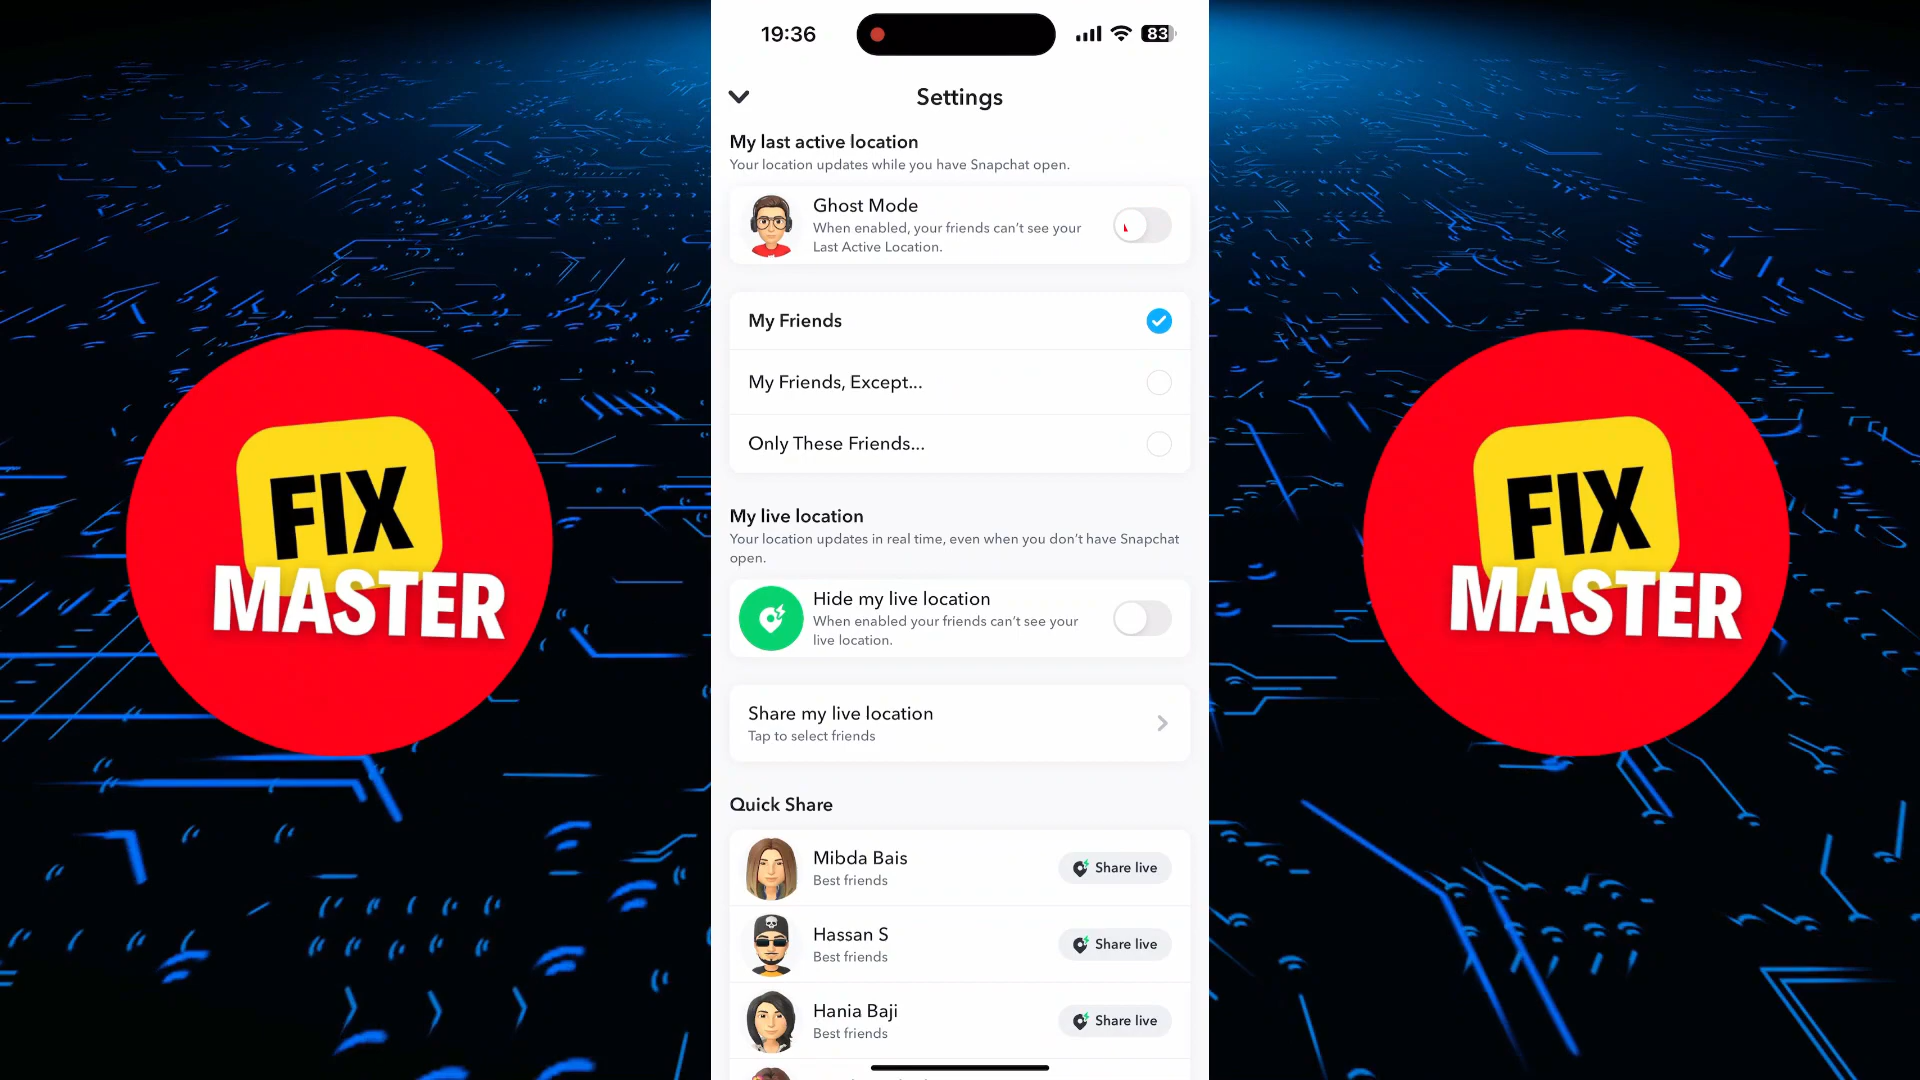 19:36
83
Settings
My last active location
Your location updates while you have Snapchat open.
Ghost Mode
When enabled, your friends can't see your
Last Active Location.
My Friends
My Friends, Except...
Only These Friends...
My live location
Your location updates in real time, even when you don't have Snapchat
open.
Hide my live location
When enabled your friends can't see your
live location.
Share my live location
Tap to select friends
Quick Share
Mibda Bais
Best friends
Share live
Hassan S
Best friends
Share live
Hania Baji
Best friends
Share live
FIX
MASTER
FIX
MASTER